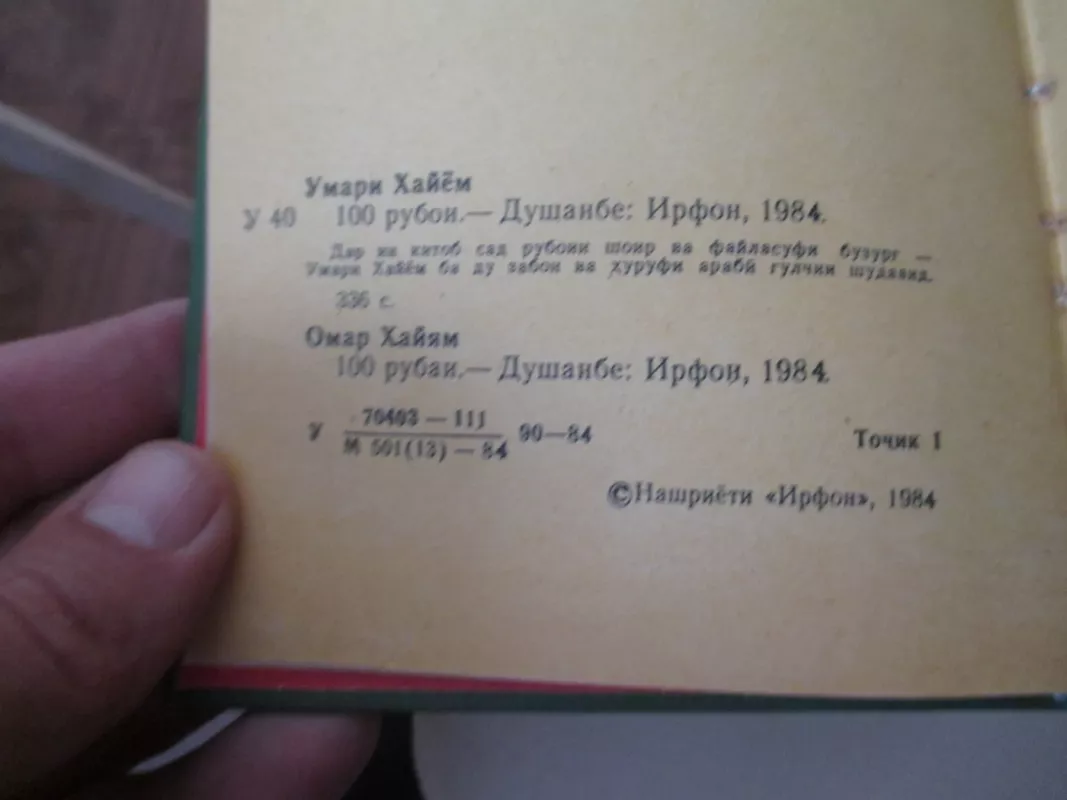 Умари Хайём
У 40 100 рубои.— Душанбе: Ирфон, 1984.
Дар ин китоб сад рубоии шоир ва файласуфи бузург —
Умари Хайём ба ду забон ва ҳуруфи арабӣ гулчин шудаанд.
336 с.
Омар Хайям
100 рубаи.— Душанбе: Ирфон, 1984.
У 70403 — 111
М 501(13) — 84 90—84 Тоҷик 1
©Нашриёти «Ирфон», 1984